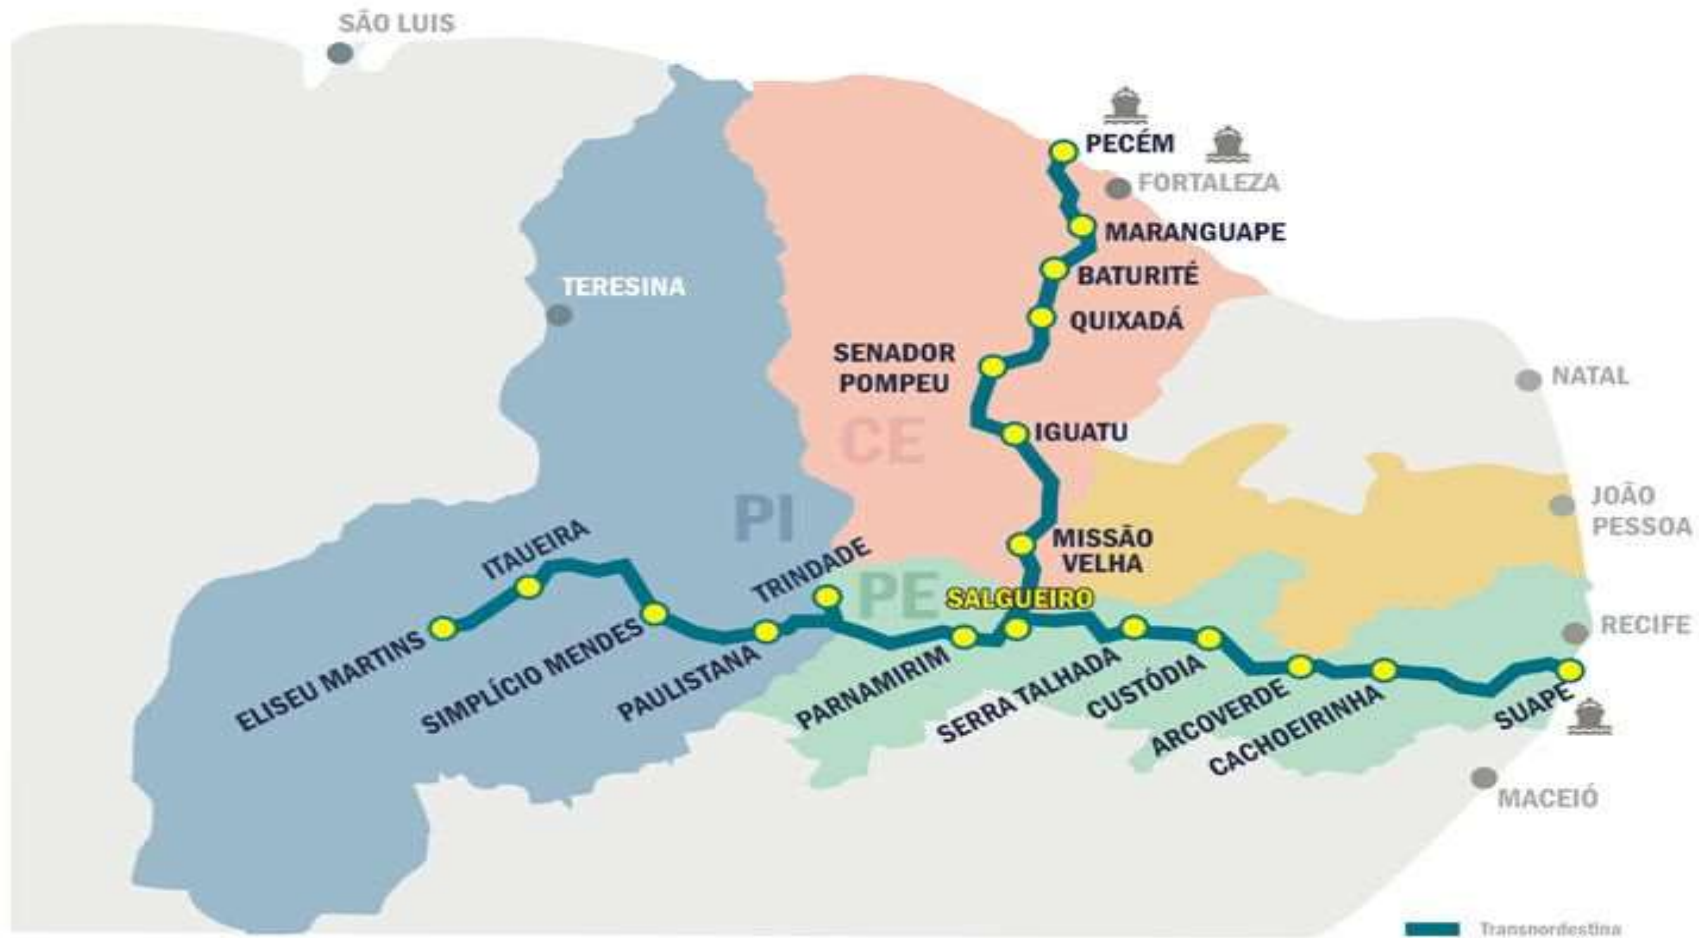 SÃO LUIS
PECÉM
FORTALEZA
MARANGUAPE
BATURITÉ
TERESINA
QUIXADÁ
SENADOR
POMPEU
NATAL
CE
IGUATU
PI
JOÃO
PESSOA
MISSÃO
VELHA
ITAUEIRA
TRINDADE
PE
SALGUEIRO
RECIFE
ELISEU MARTINS
SIMPLÍCIO MENDES
PAULISTANA
PARNAMIRIM
SERRA TALHADA
CUSTÓDIA
ARCOVERDE
CACHOEIRINHA
SUAPE
MACEIÓ
Transnordestina